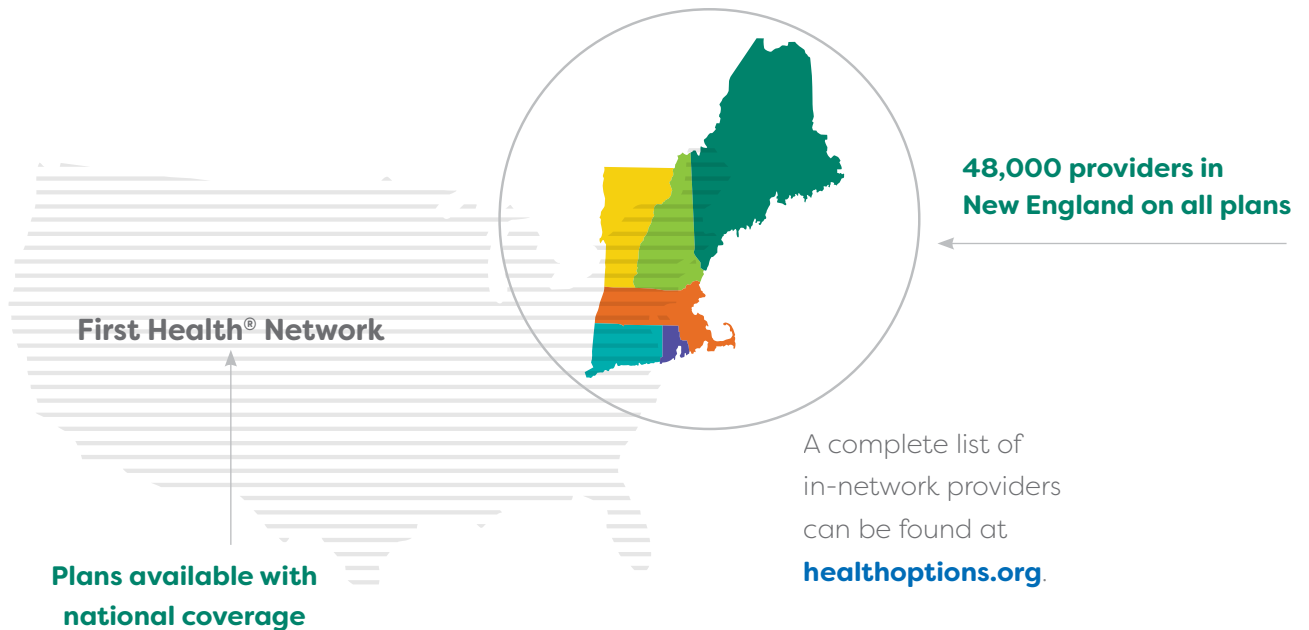 48,000 providers in
New England on all plans
First Health® Network
A complete list of
in-network providers
can be found at
healthoptions.org.
Plans available with
national coverage